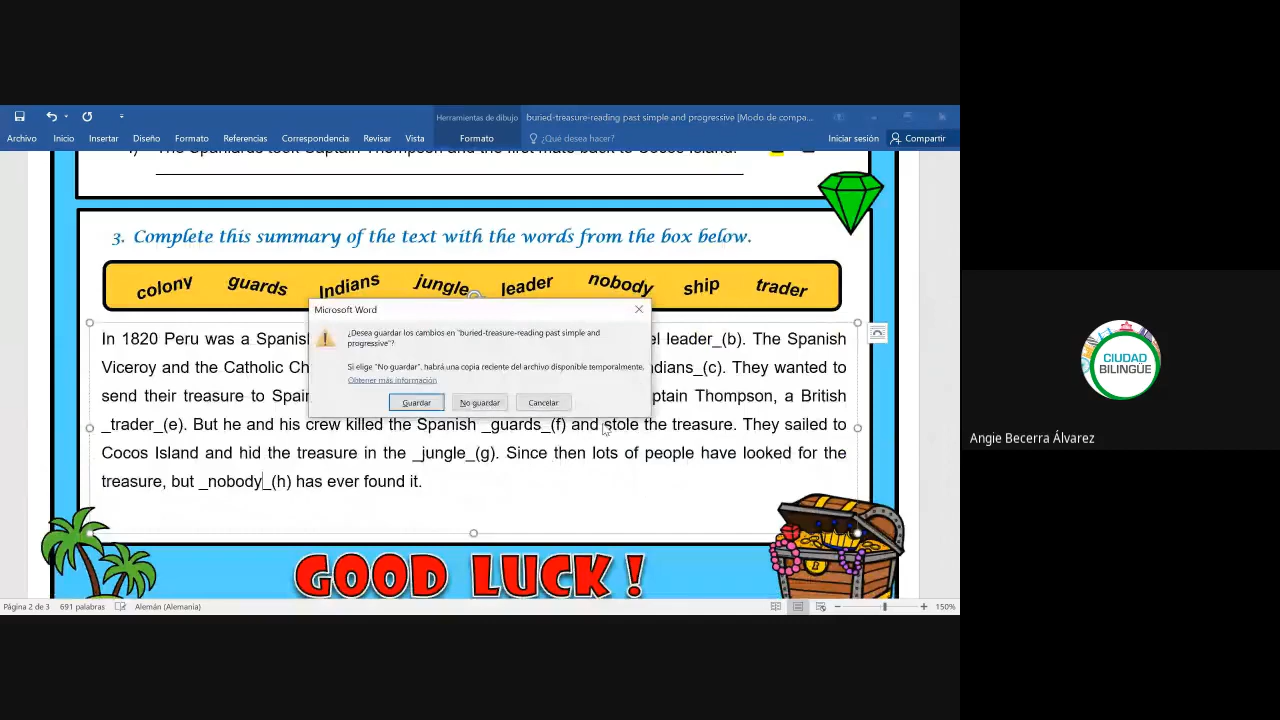 Herramientas de dibujo
buried-treasure-reading past simple and progressive [Modo de compa...
Archivo Inicio Insertar Diseño Formato Referencias Correspondencia Revisar Vista Formato ¿Qué desea hacer? Iniciar sesión Compartir
The Spaniards took Captain Thompson and the first mate back to Cocos Island.
3. Complete this summary of the text with the words from the box below.
colony guards Indians jungle leader nobody ship trader
In 1820 Peru was a Spanis
el leader_(b). The Spanish
Viceroy and the Catholic Ch
ndians_(c). They wanted to
send their treasure to Spai
ptain Thompson, a British
_trader_(e). But he and his crew killed the Spanish _guards_(f) and stole the treasure. They sailed to
Cocos Island and hid the treasure in the _jungle_(g). Since then lots of people have looked for the
treasure, but _nobody_(h) has ever found it.
Microsoft Word
¿Desea guardar los cambios en "buried-treasure-reading past simple and
progressive"?
Si elige "No guardar", habrá una copia reciente del archivo disponible temporalmente.
Obtener más información
Guardar No guardar Cancelar
GOOD LUCK !
Página 2 de 3 691 palabras Alemán (Alemania) 150%
CIUDAD
BILINGÜE
Angie Becerra Álvarez